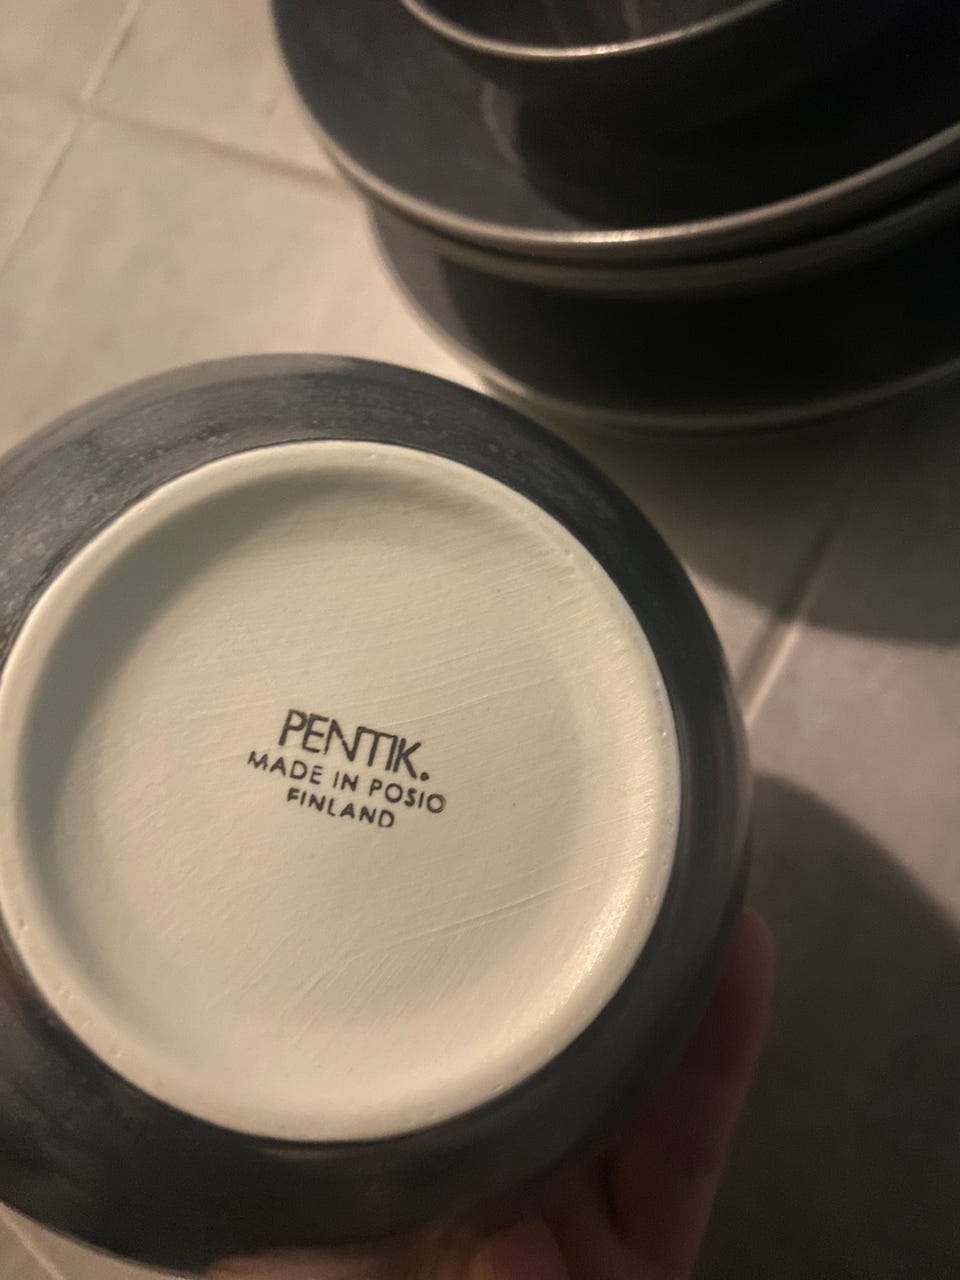 PENTIK.
MADE IN POSIO
FINLAND